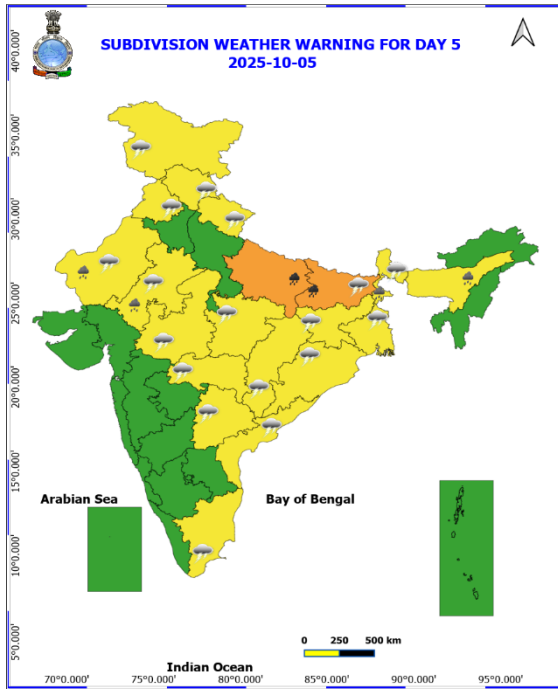 SUBDIVISION WEATHER WARNING FOR DAY 5
2025-10-05
40°0.000'
35°0.000'
30°0.000'
25°0.000'
20°0.000'
15°0.000'
10°0.000'
5°0.000'
Arabian Sea
Bay of Bengal
0 250 500 km
Indian Ocean
70°0.000' 75°0.000' 80°0.000' 85°0.000' 90°0.000' 95°0.000'